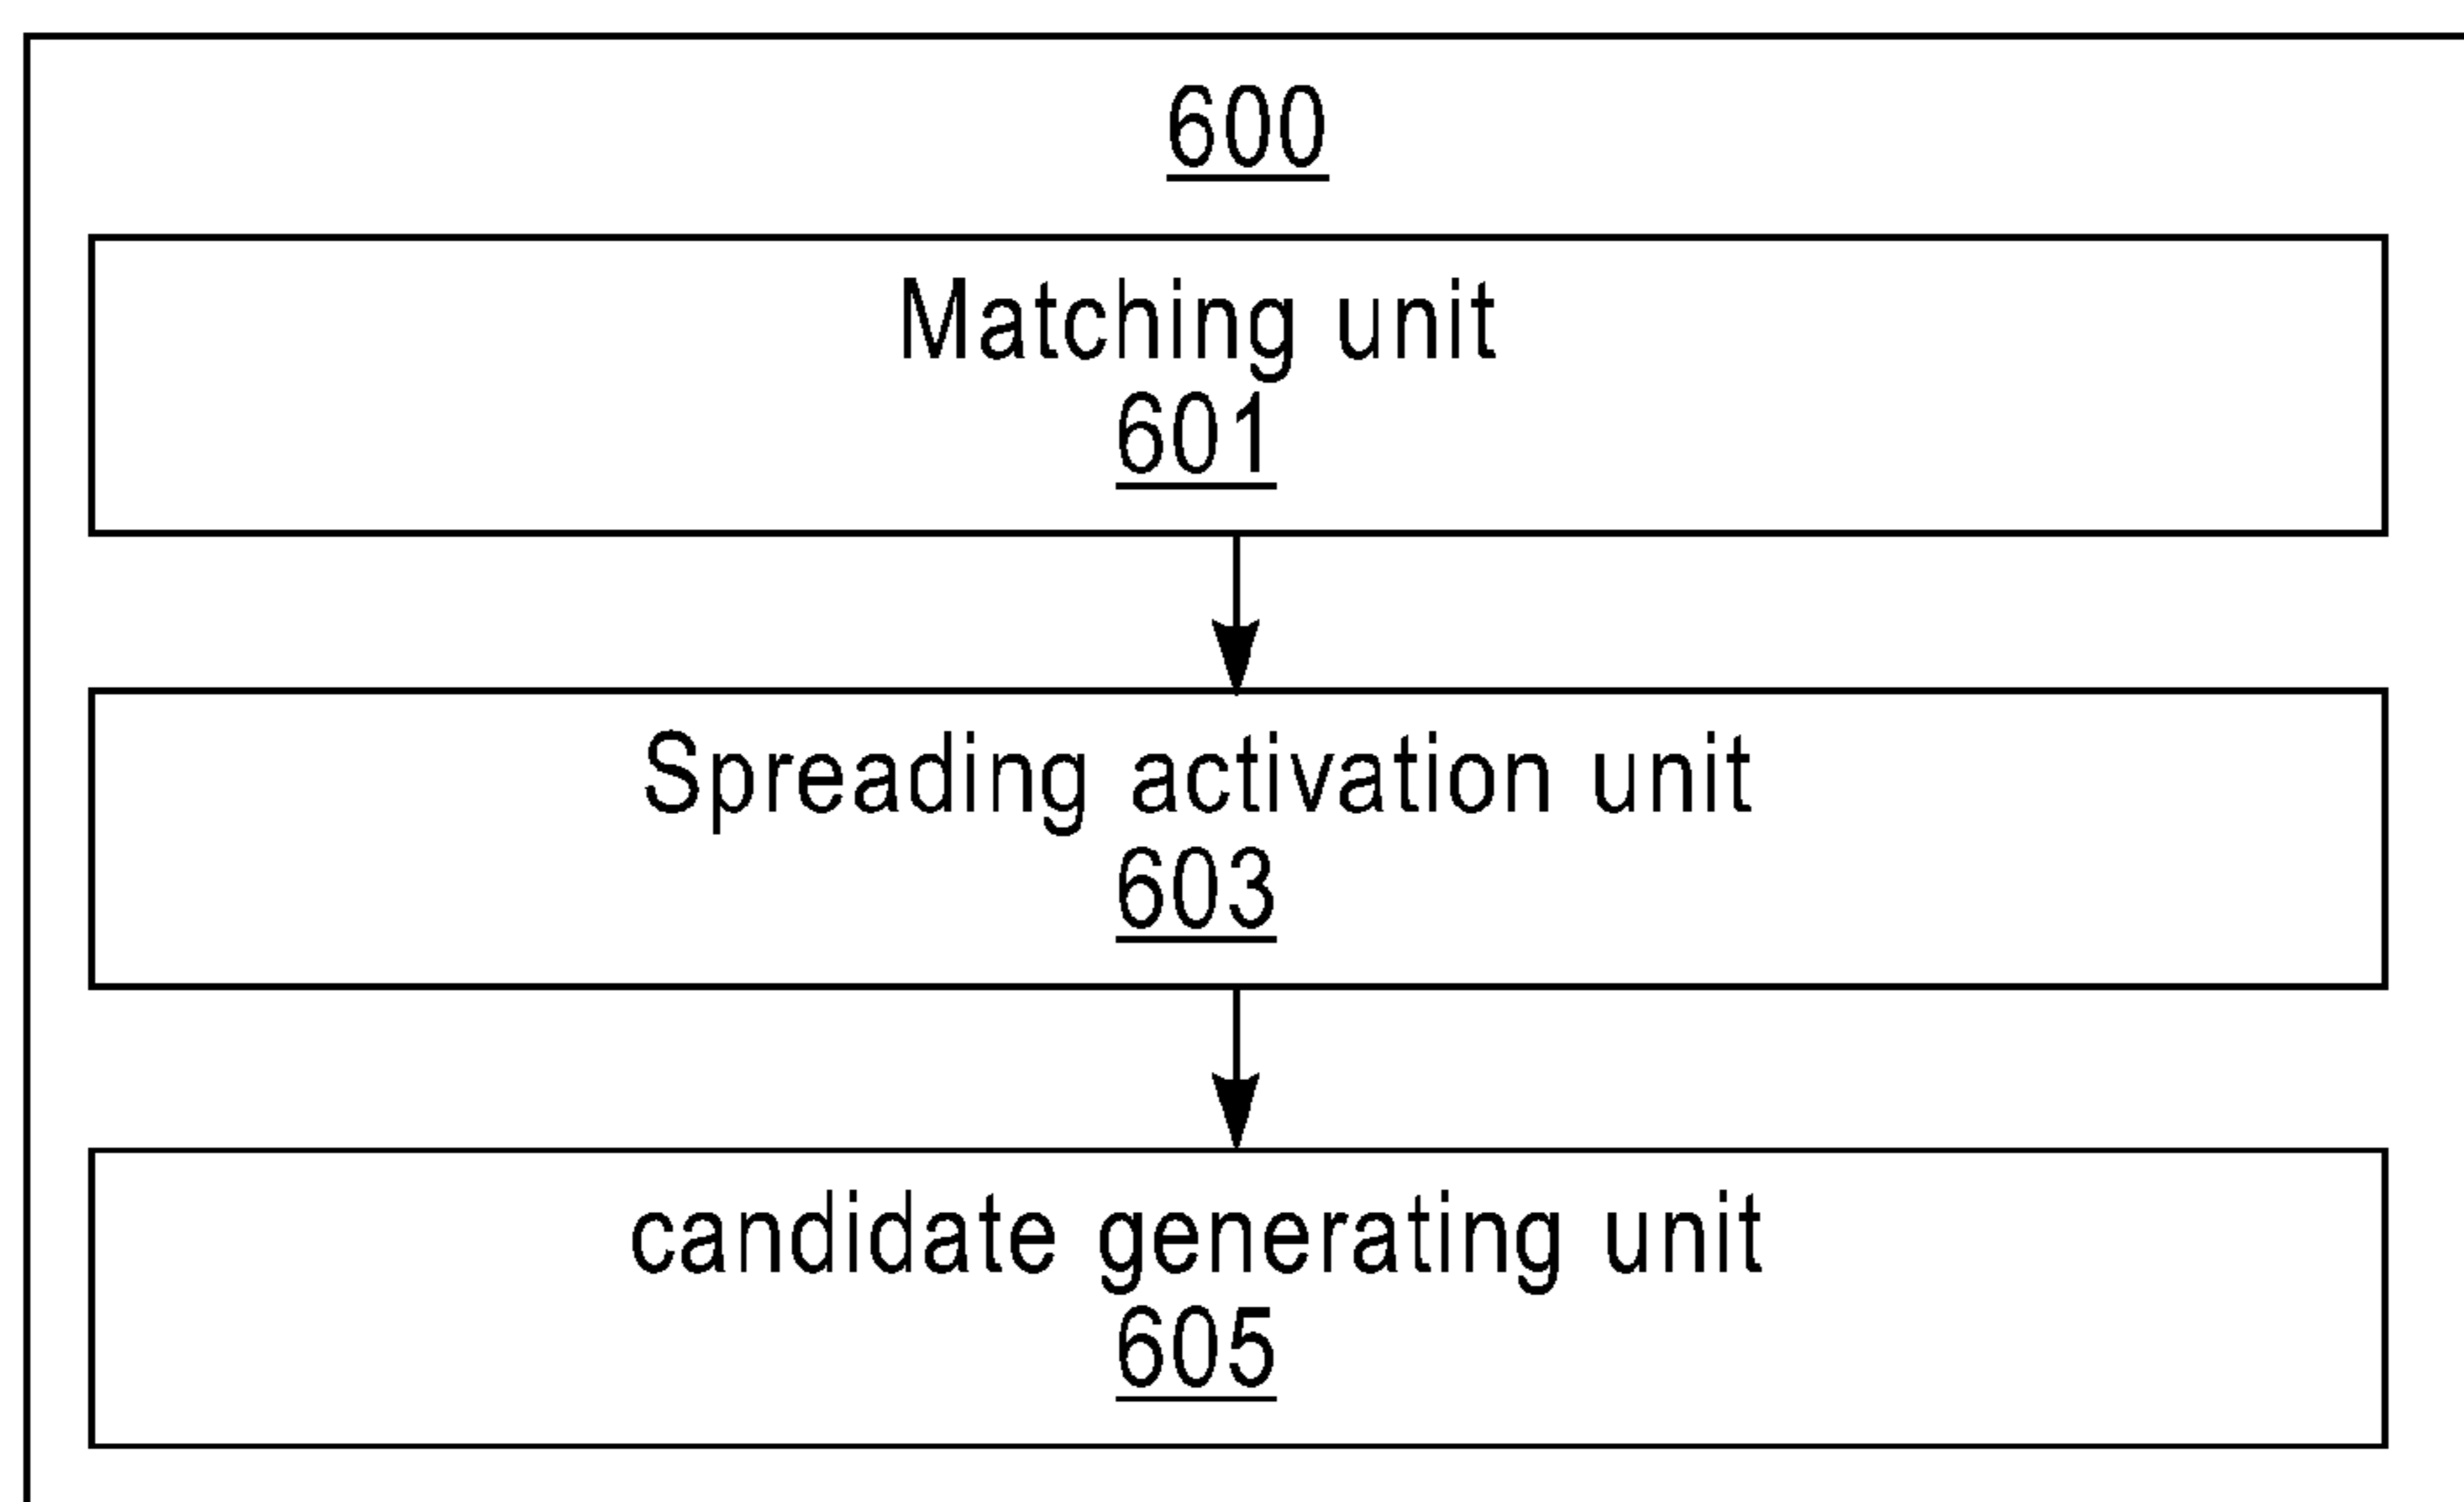 600
Matching unit
601
Spreading activation unit
603
candidate generating unit
605